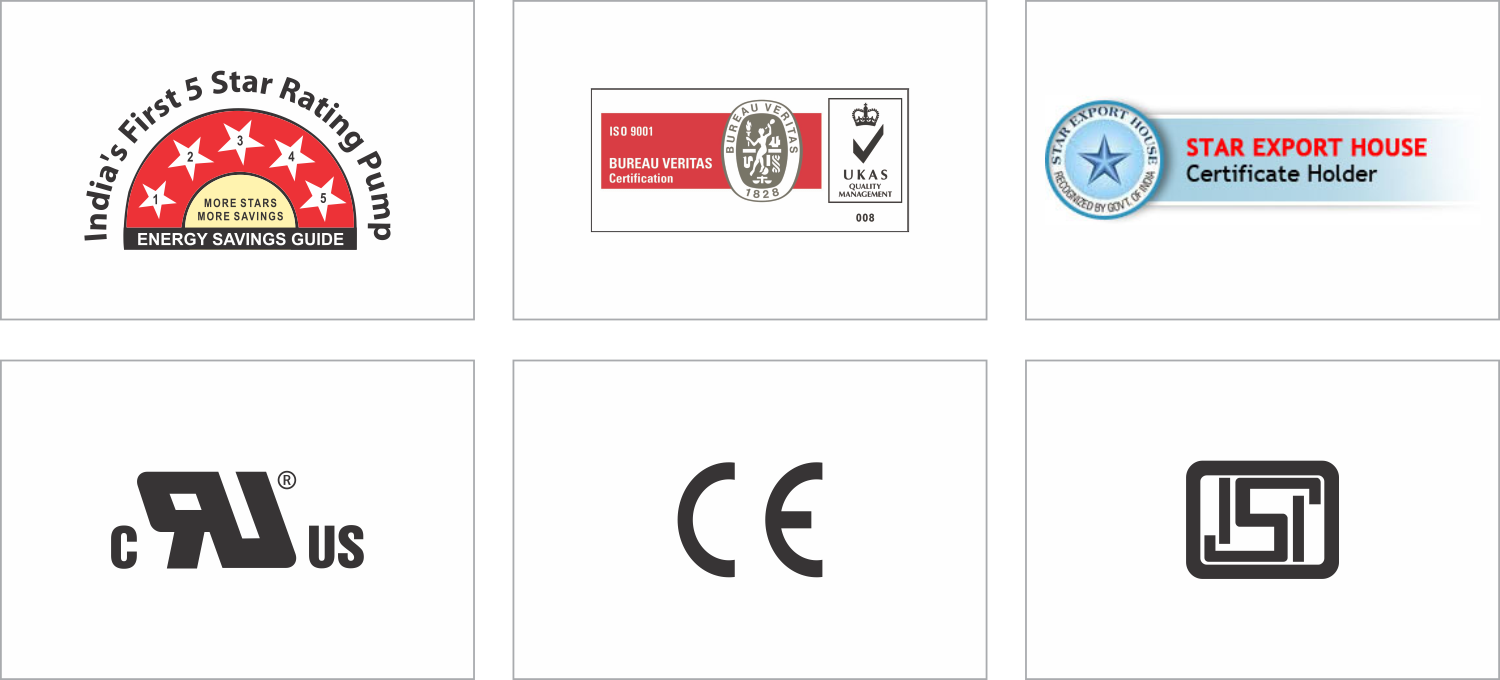 India's First 5 Star Rating Pump
1 2 3 4 5
MORE STARS
MORE SAVINGS
ENERGY SAVINGS GUIDE
ISO 9001
BUREAU VERITAS
Certification
BUREAU VERITAS
1828
UKAS
QUALITY
MANAGEMENT
008
STAR EXPORT HOUSE
RECOGNIZED BY GOVT. OF INDIA
STAR EXPORT HOUSE
Certificate Holder
C RU® US
CE
ISI